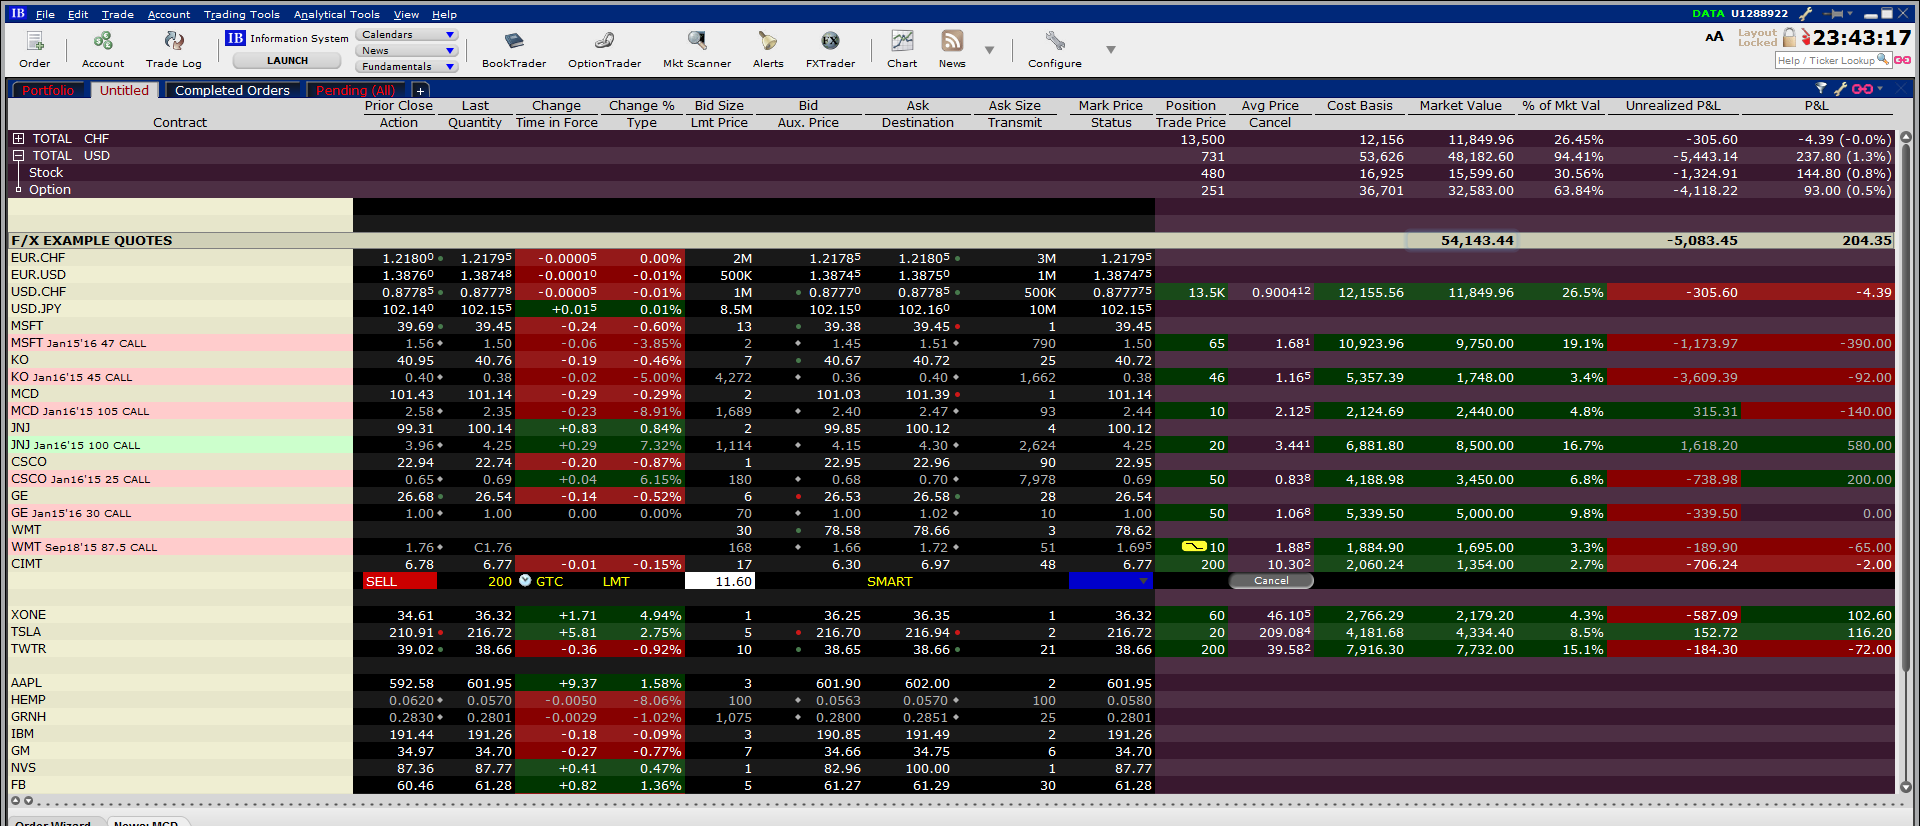 IB File Edit Trade Account Trading Tools Analytical Tools View Help DATA U1288922
Order Account Trade Log IB Information System LAUNCH Calendars News Fundamentals BookTrader OptionTrader Mkt Scanner Alerts FXTrader Chart News Configure AA Layout Locked 23:43:17 Help / Ticker Lookup
Portfolio Untitled Completed Orders Pending (All) +
Prior Close Last Change Change % Bid Size Bid Ask Ask Size Mark Price Position Avg Price Cost Basis Market Value % of Mkt Val Unrealized P&L P&L
Contract Action Quantity Time in Force Type Lmt Price Aux. Price Destination Transmit Status Trade Price Cancel
TOTAL CHF 13,500 12,156 11,849.96 26.45% -305.60 -4.39 (-0.0%)
TOTAL USD 731 53,626 48,182.60 94.41% -5,443.14 237.80 (1.3%)
Stock 480 16,925 15,599.60 30.56% -1,324.91 144.80 (0.8%)
Option 251 36,701 32,583.00 63.84% -4,118.22 93.00 (0.5%)
F/X EXAMPLE QUOTES 54,143.44 -5,083.45 204.35
EUR.CHF 1.21800 1.21795 -0.00005 0.00% 2M 1.21785 1.21805 3M 1.21795
EUR.USD 1.38760 1.38748 -0.00010 -0.01% 500K 1.38745 1.38750 1M 1.387475
USD.CHF 0.87785 0.87778 -0.00005 -0.01% 1M 0.87770 0.87785 500K 0.877775 13.5K 0.900412 12,155.56 11,849.96 26.5% -305.60 -4.39
USD.JPY 102.140 102.155 +0.015 0.01% 8.5M 102.150 102.160 10M 102.155
MSFT 39.69 39.45 -0.24 -0.60% 13 39.38 39.45 1 39.45
MSFT Jan15'16 47 CALL 1.56 1.50 -0.06 -3.85% 2 1.45 1.51 790 1.50 65 1.681 10,923.96 9,750.00 19.1% -1,173.97 -390.00
KO 40.95 40.76 -0.19 -0.46% 7 40.67 40.72 25 40.72
KO Jan16'15 45 CALL 0.40 0.38 -0.02 -5.00% 4,272 0.36 0.40 1,662 0.38 46 1.165 5,357.39 1,748.00 3.4% -3,609.39 -92.00
MCD 101.43 101.14 -0.29 -0.29% 2 101.03 101.39 1 101.14
MCD Jan16'15 105 CALL 2.58 2.35 -0.23 -8.91% 1,689 2.40 2.47 93 2.44 10 2.125 2,124.69 2,440.00 4.8% 315.31 -140.00
JNJ 99.31 100.14 +0.83 0.84% 2 99.85 100.12 4 100.12
JNJ Jan16'15 100 CALL 3.96 4.25 +0.29 7.32% 1,114 4.15 4.30 2,624 4.25 20 3.441 6,881.80 8,500.00 16.7% 1,618.20 580.00
CSCO 22.94 22.74 -0.20 -0.87% 1 22.95 22.96 90 22.95
CSCO Jan16'15 25 CALL 0.65 0.69 +0.04 6.15% 180 0.68 0.70 7,978 0.69 50 0.838 4,188.98 3,450.00 6.8% -738.98 200.00
GE 26.68 26.54 -0.14 -0.52% 6 26.53 26.58 28 26.54
GE Jan15'16 30 CALL 1.00 1.00 0.00 0.00% 70 1.00 1.02 10 1.00 50 1.068 5,339.50 5,000.00 9.8% -339.50 0.00
WMT 30 78.58 78.66 3 78.62
WMT Sep18'15 87.5 CALL 1.76 C1.76 168 1.66 1.72 51 1.695 10 1.885 1,884.90 1,695.00 3.3% -189.90 -65.00
CIMT 6.78 6.77 -0.01 -0.15% 17 6.30 6.97 48 6.77 200 10.302 2,060.24 1,354.00 2.7% -706.24 -2.00
SELL 200 GTC LMT 11.60 SMART Cancel
XONE 34.61 36.32 +1.71 4.94% 1 36.25 36.35 1 36.32 60 46.105 2,766.29 2,179.20 4.3% -587.09 102.60
TSLA 210.91 216.72 +5.81 2.75% 5 216.70 216.94 2 216.72 20 209.084 4,181.68 4,334.40 8.5% 152.72 116.20
TWTR 39.02 38.66 -0.36 -0.92% 10 38.65 38.66 21 38.66 200 39.582 7,916.30 7,732.00 15.1% -184.30 -72.00
AAPL 592.58 601.95 +9.37 1.58% 3 601.90 602.00 2 601.95
HEMP 0.0620 0.0570 -0.0050 -8.06% 100 0.0563 0.0570 100 0.0580
GRNH 0.2830 0.2801 -0.0029 -1.02% 1,075 0.2800 0.2851 25 0.2801
IBM 191.44 191.26 -0.18 -0.09% 3 190.85 191.49 2 191.26
GM 34.97 34.70 -0.27 -0.77% 7 34.66 34.75 6 34.70
NVS 87.36 87.77 +0.41 0.47% 1 82.96 100.00 1 87.77
FB 60.46 61.28 +0.82 1.36% 5 61.27 61.29 30 61.28
Order Wizard News: MCD